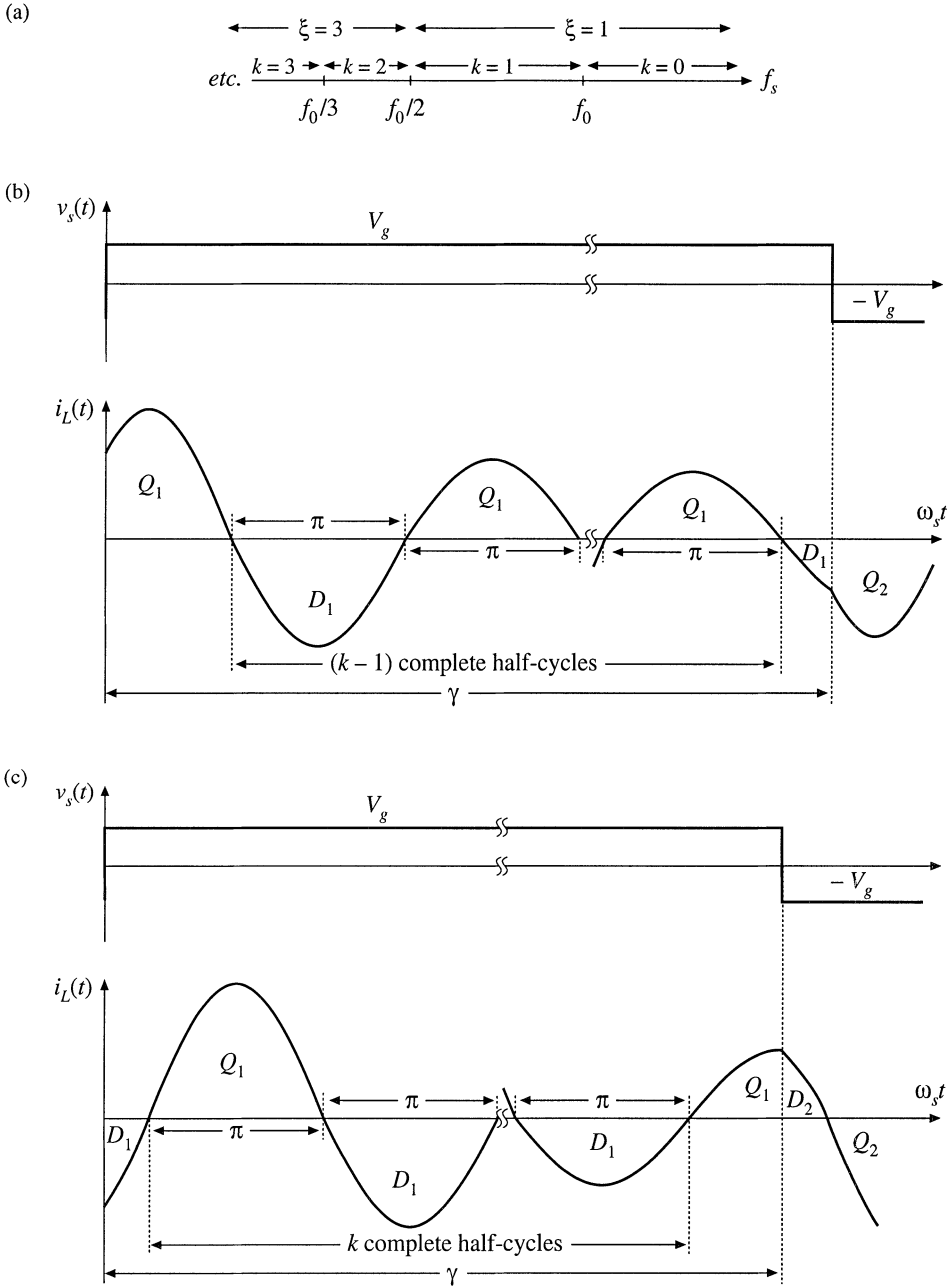 (a)
ξ = 3 ξ = 1
etc. k = 3 k = 2 k = 1 k = 0 f_s
f_0/3 f_0/2 f_0
(b)
v_s(t)
V_g
– V_g
i_L(t)
Q_1 π Q_1 Q_1 ω_s t
π π D_1
D_1 Q_2
(k – 1) complete half-cycles
γ
(c)
v_s(t)
V_g
– V_g
i_L(t)
Q_1 π π Q_1 D_2 ω_s t
D_1 π D_1 Q_2
D_1
k complete half-cycles
γ